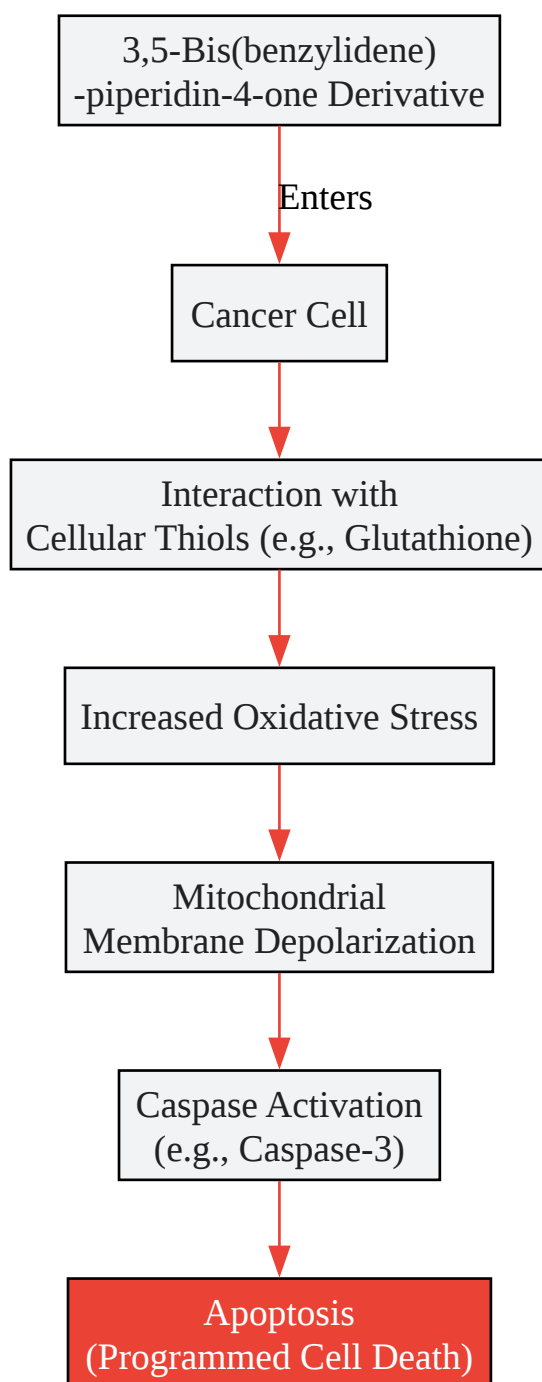 3,5-Bis(benzylidene)
-piperidin-4-one Derivative
Enters
Cancer Cell
Interaction with
Cellular Thiols (e.g., Glutathione)
Increased Oxidative Stress
Mitochondrial
Membrane Depolarization
Caspase Activation
(e.g., Caspase-3)
Apoptosis
(Programmed Cell Death)